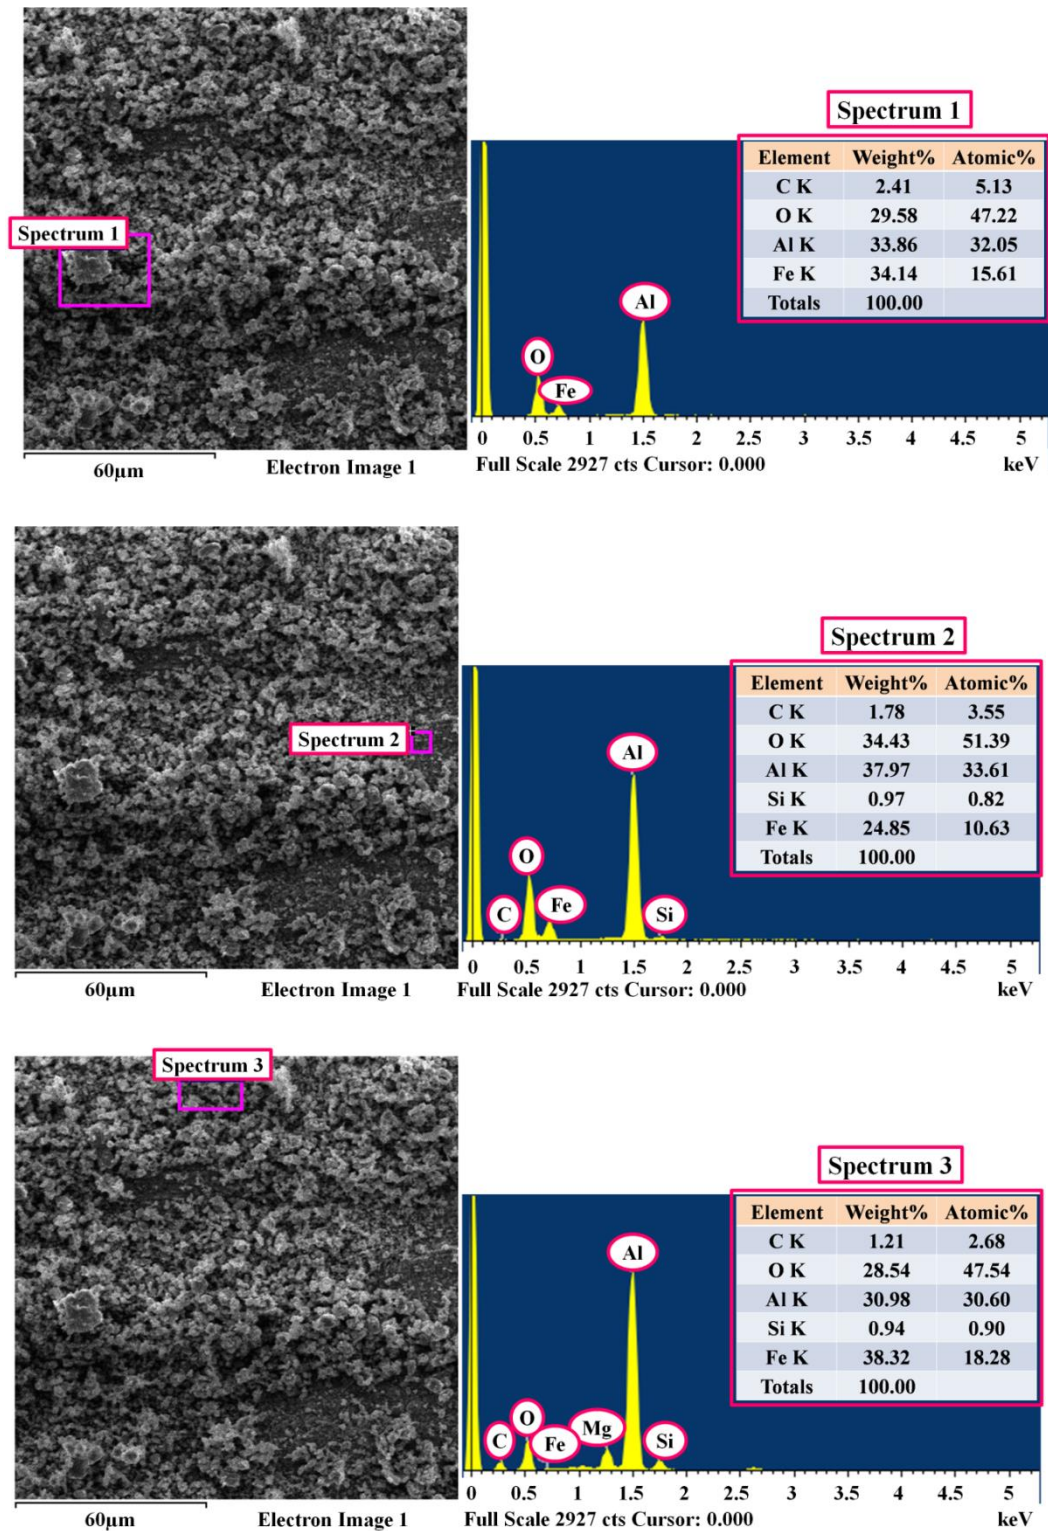 Spectrum 1
Element Weight% Atomic%
C K 2.41 5.13
O K 29.58 47.22
Al K 33.86 32.05
Fe K 34.14 15.61
Totals 100.00
Spectrum 1
Al
O
Fe
0 0.5 1 1.5 2 2.5 3 3.5 4 4.5 5
60µm Electron Image 1 Full Scale 2927 cts Cursor: 0.000 keV
Spectrum 2
Element Weight% Atomic%
C K 1.78 3.55
O K 34.43 51.39
Al K 37.97 33.61
Si K 0.97 0.82
Fe K 24.85 10.63
Totals 100.00
Spectrum 2
Al
O
C Fe Si
0 0.5 1 1.5 2 2.5 3 3.5 4 4.5 5
60µm Electron Image 1 Full Scale 2927 cts Cursor: 0.000 keV
Spectrum 3
Spectrum 3
Element Weight% Atomic%
C K 1.21 2.68
O K 28.54 47.54
Al K 30.98 30.60
Si K 0.94 0.90
Fe K 38.32 18.28
Totals 100.00
Al
O
C Fe Mg Si
0 0.5 1 1.5 2 2.5 3 3.5 4 4.5 5
60µm Electron Image 1 Full Scale 2927 cts Cursor: 0.000 keV